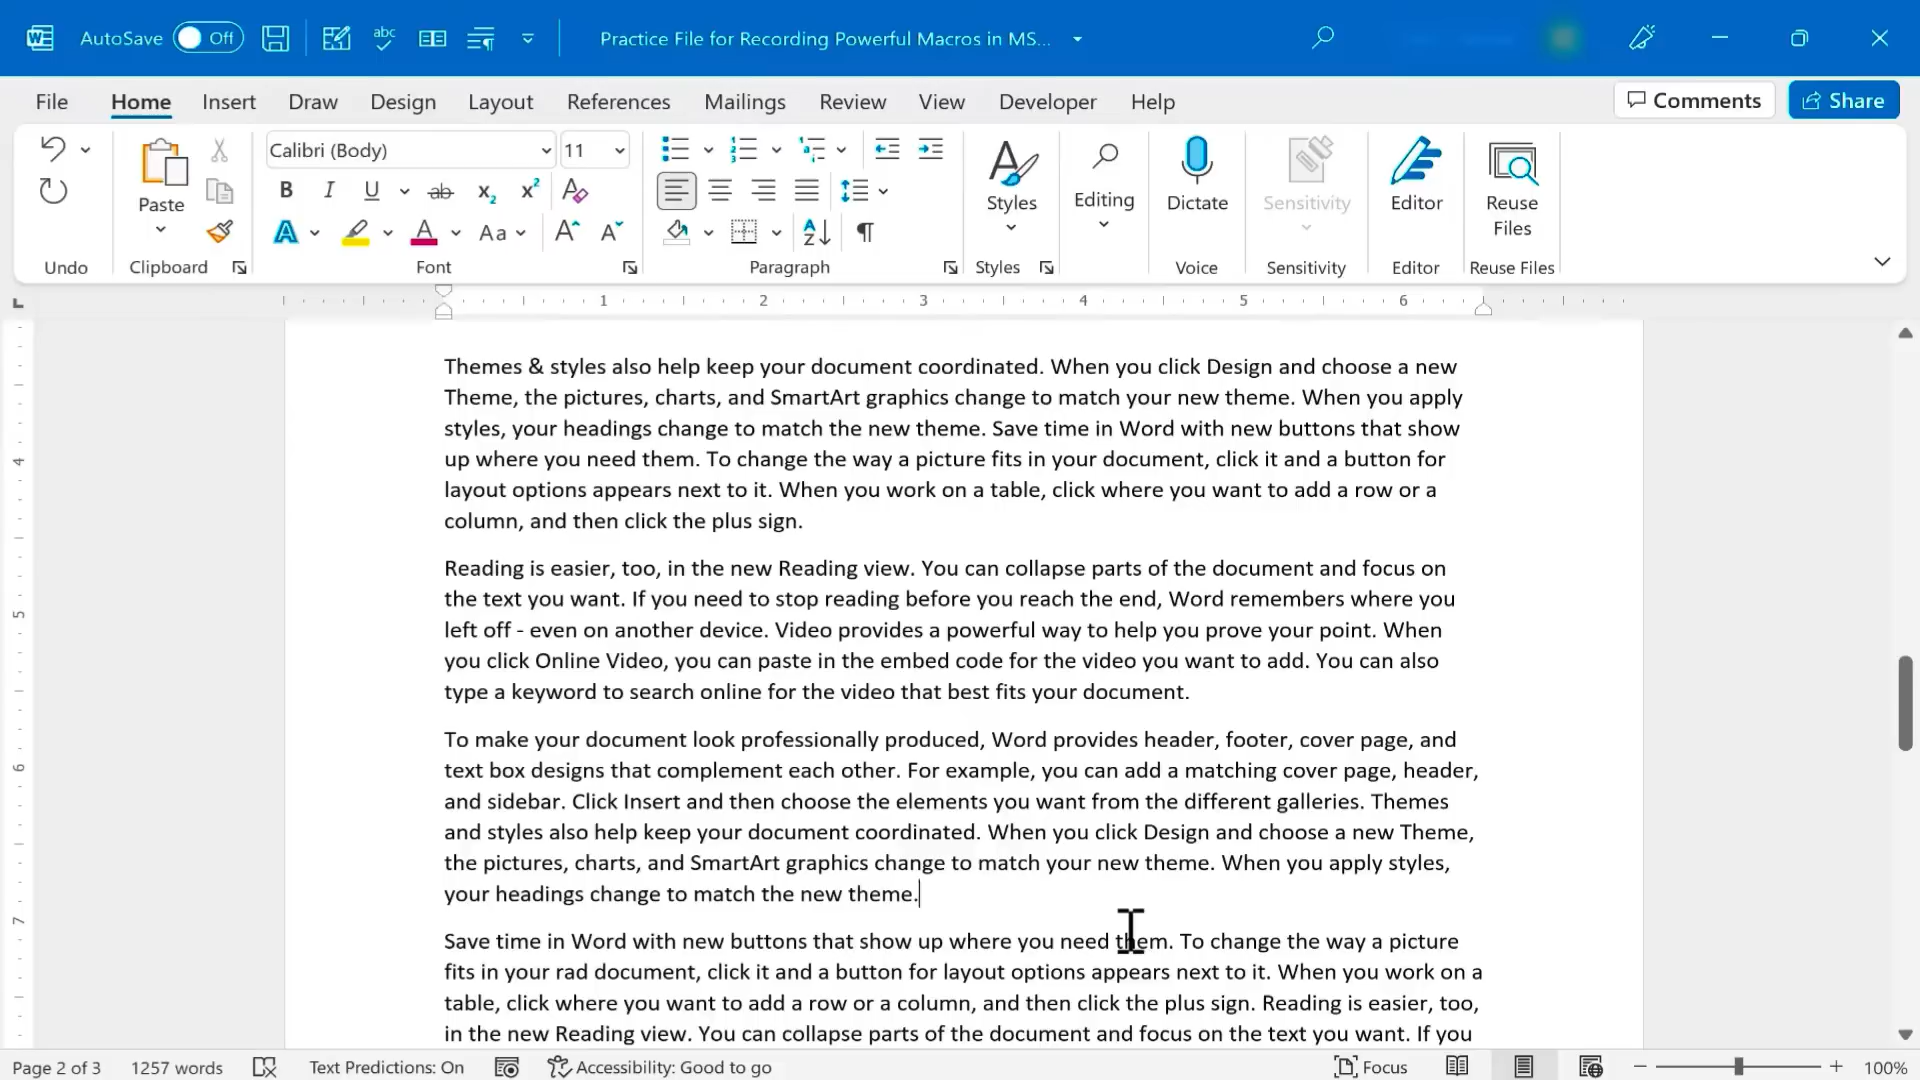 AutoSave Off Practice File for Recording Powerful Macros in MS...
File Home Insert Draw Design Layout References Mailings Review View Developer Help Comments Share
Calibri (Body) 11
Paste Styles Editing Dictate Sensitivity Editor Reuse Files
Undo Clipboard Font Paragraph Styles Voice Sensitivity Editor Reuse Files
1 2 3 4 5 6
Themes & styles also help keep your document coordinated. When you click Design and choose a new
Theme, the pictures, charts, and SmartArt graphics change to match your new theme. When you apply
styles, your headings change to match the new theme. Save time in Word with new buttons that show
up where you need them. To change the way a picture fits in your document, click it and a button for
layout options appears next to it. When you work on a table, click where you want to add a row or a
column, and then click the plus sign.
Reading is easier, too, in the new Reading view. You can collapse parts of the document and focus on
the text you want. If you need to stop reading before you reach the end, Word remembers where you
left off - even on another device. Video provides a powerful way to help you prove your point. When
you click Online Video, you can paste in the embed code for the video you want to add. You can also
type a keyword to search online for the video that best fits your document.
To make your document look professionally produced, Word provides header, footer, cover page, and
text box designs that complement each other. For example, you can add a matching cover page, header,
and sidebar. Click Insert and then choose the elements you want from the different galleries. Themes
and styles also help keep your document coordinated. When you click Design and choose a new Theme,
the pictures, charts, and SmartArt graphics change to match your new theme. When you apply styles,
your headings change to match the new theme.
Save time in Word with new buttons that show up where you need them. To change the way a picture
fits in your rad document, click it and a button for layout options appears next to it. When you work on a
table, click where you want to add a row or a column, and then click the plus sign. Reading is easier, too,
in the new Reading view. You can collapse parts of the document and focus on the text you want. If you
Page 2 of 3 1257 words Text Predictions: On Accessibility: Good to go Focus 100%